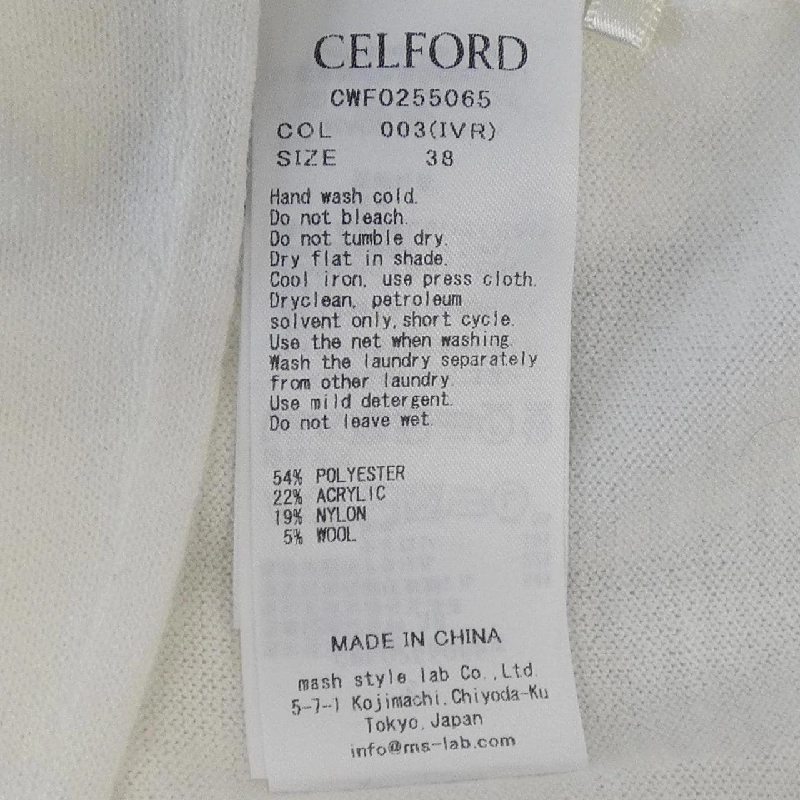 CELFORD
CWF0255065
COL 003(IVR)
SIZE 38
Hand wash cold.
Do not bleach.
Do not tumble dry.
Dry flat in shade.
Cool iron, use press cloth.
Dryclean, petroleum
solvent only, short cycle.
Use the net when washing.
Wash the laundry separately
from other laundry.
Use mild detergent.
Do not leave wet.
54% POLYESTER
22% ACRYLIC
19% NYLON
5% WOOL
MADE IN CHINA
mash style lab Co.,Ltd.
5-7-1 Kojimachi,Chiyoda-Ku
Tokyo,Japan
info@ms-lab.com